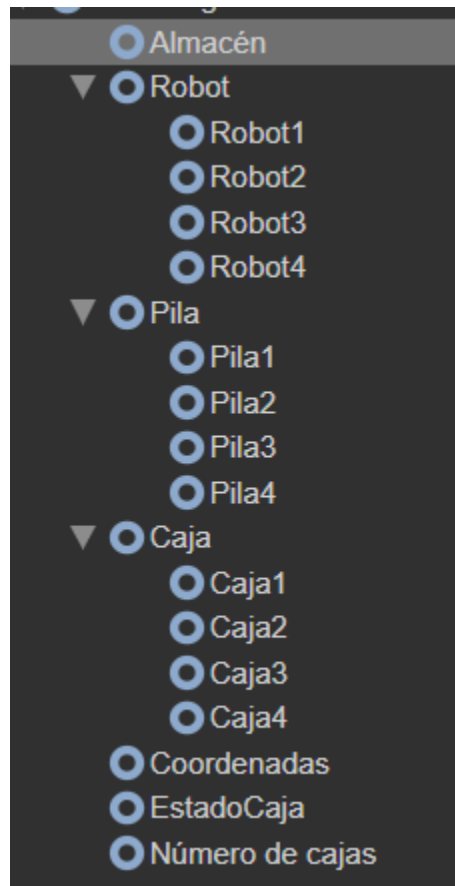 Almacén
Robot
Robot1
Robot2
Robot3
Robot4
Pila
Pila1
Pila2
Pila3
Pila4
Caja
Caja1
Caja2
Caja3
Caja4
Coordenadas
EstadoCaja
Número de cajas